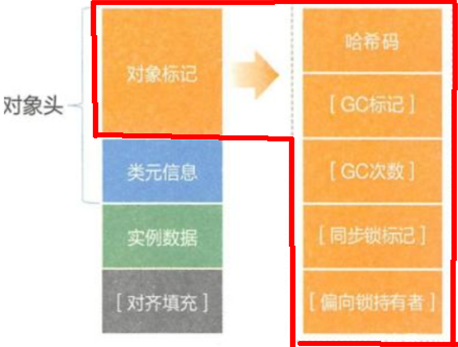 对象头
对象标记
类元信息
实例数据
[ 对齐填充 ]
哈希码
[ GC标记 ]
[ GC次数 ]
[ 同步锁标记 ]
[ 偏向锁持有者 ]